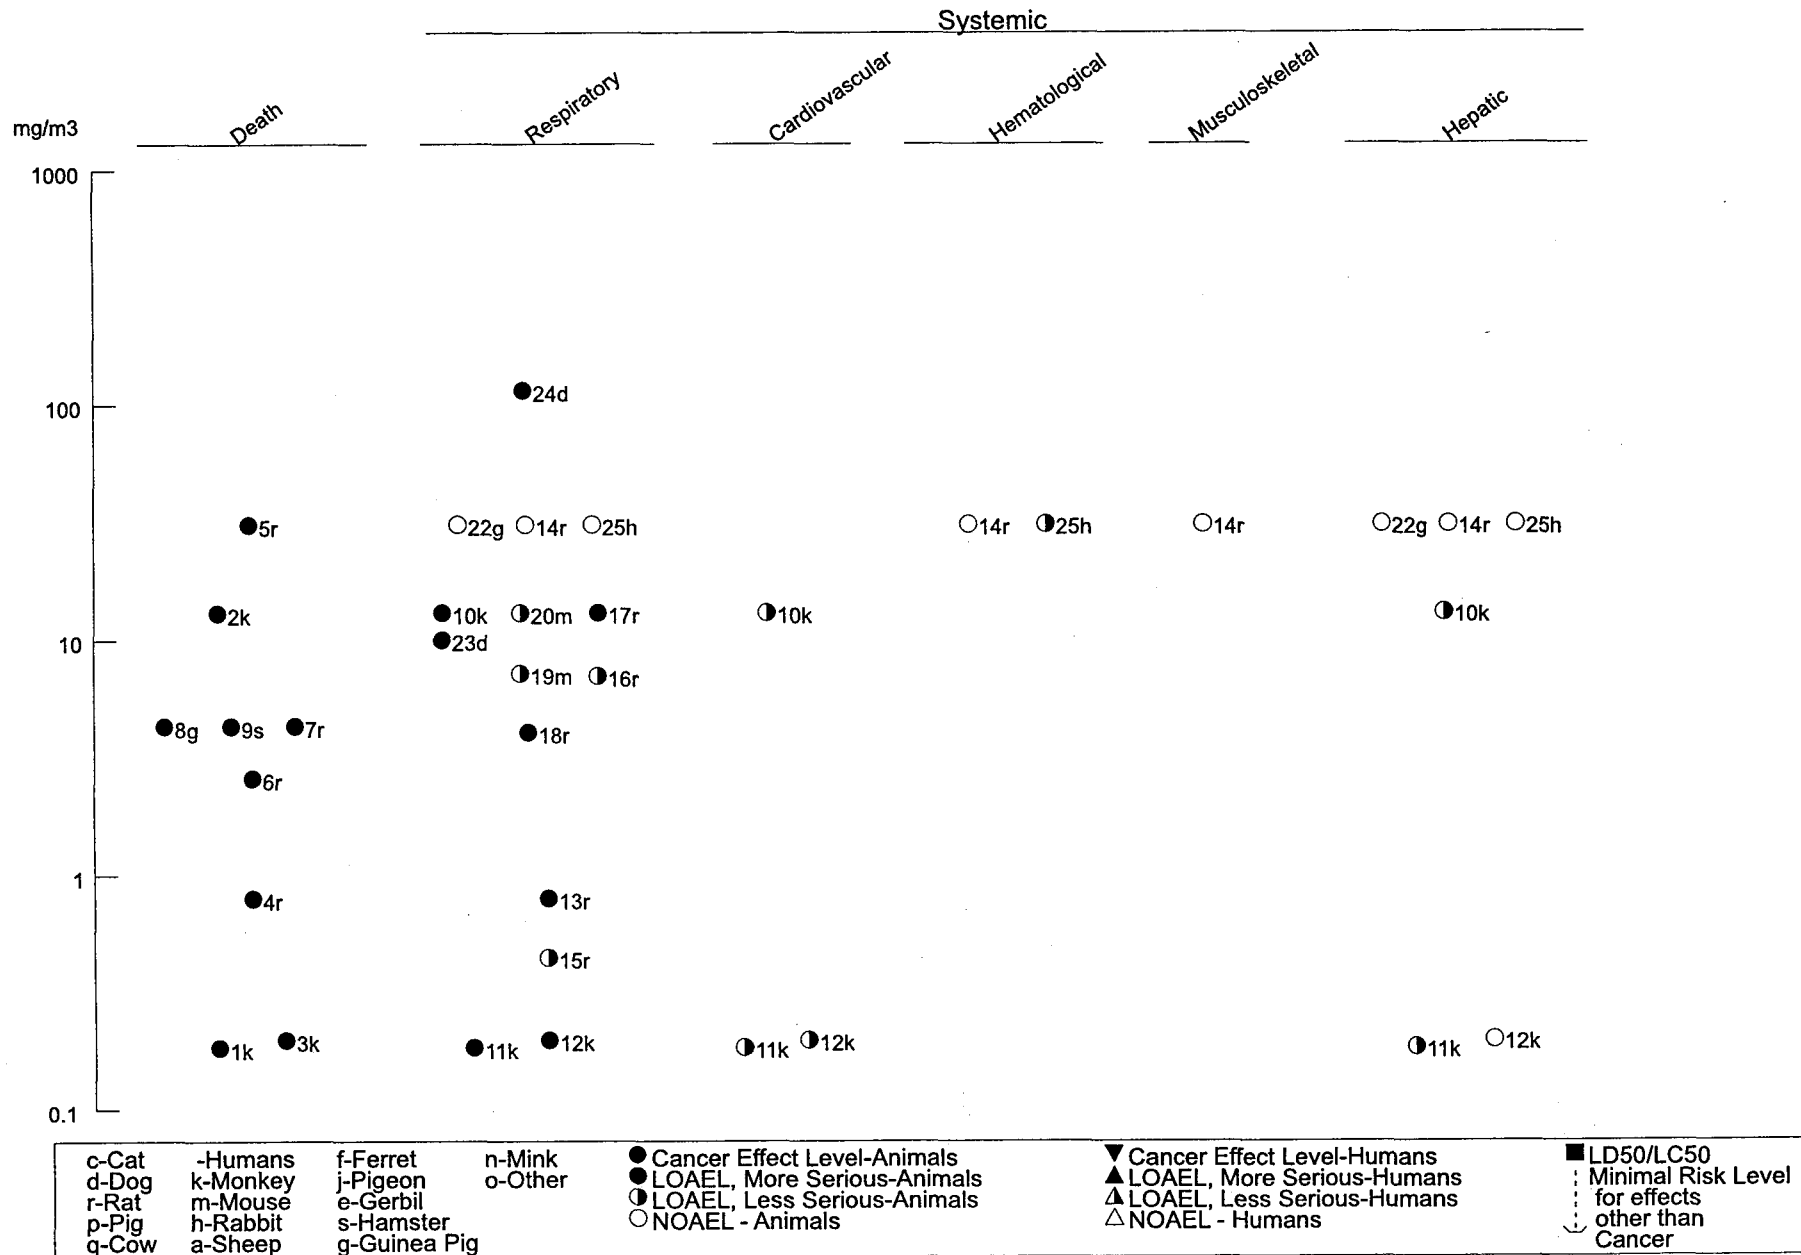 Systemic
Death
Respiratory
Cardiovascular
Hematological
Musculoskeletal
Hepatic
mg/m3
1000
100
10
1
0.1
24d
5r
22g 14r 25h
14r 25h
14r
22g 14r 25h
2k
10k 20m 17r
10k
10k
23d
19m 16r
8g 9s 7r
18r
6r
4r
13r
15r
1k 3k
11k 12k
11k 12k
11k 12k
c-Cat -Humans f-Ferret n-Mink
d-Dog k-Monkey j-Pigeon o-Other
r-Rat m-Mouse e-Gerbil
p-Pig h-Rabbit s-Hamster
q-Cow a-Sheep g-Guinea Pig
Cancer Effect Level-Animals
LOAEL, More Serious-Animals
LOAEL, Less Serious-Animals
NOAEL - Animals
Cancer Effect Level-Humans
LOAEL, More Serious-Humans
LOAEL, Less Serious-Humans
NOAEL - Humans
LD50/LC50
Minimal Risk Level
for effects
other than
Cancer